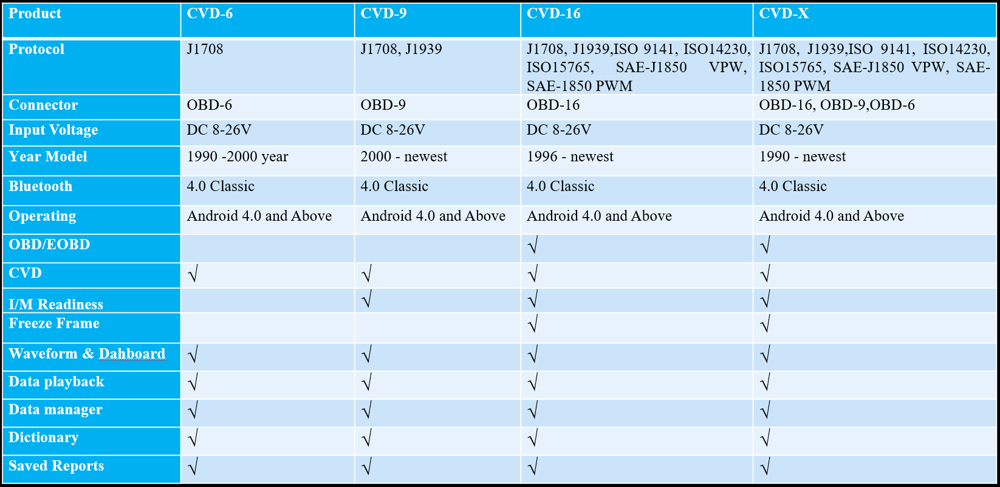 Product CVD-6 CVD-9 CVD-16 CVD-X
Protocol J1708 J1708, J1939 J1708, J1939,ISO 9141, ISO14230, J1708, J1939,ISO 9141, ISO14230,
ISO15765, SAE-J1850 VPW, ISO15765, SAE-J1850 VPW, SAE-
SAE-1850 PWM 1850 PWM
Connector OBD-6 OBD-9 OBD-16 OBD-16, OBD-9,OBD-6
Input Voltage DC 8-26V DC 8-26V DC 8-26V DC 8-26V
Year Model 1990 -2000 year 2000 - newest 1996 - newest 1990 - newest
Bluetooth 4.0 Classic 4.0 Classic 4.0 Classic 4.0 Classic
Operating Android 4.0 and Above Android 4.0 and Above Android 4.0 and Above Android 4.0 and Above
OBD/EOBD √ √
CVD √ √ √ √
I/M Readiness √ √ √
Freeze Frame √ √
Waveform & Dahboard √ √ √ √
Data playback √ √ √ √
Data manager √ √ √ √
Dictionary √ √ √ √
Saved Reports √ √ √ √